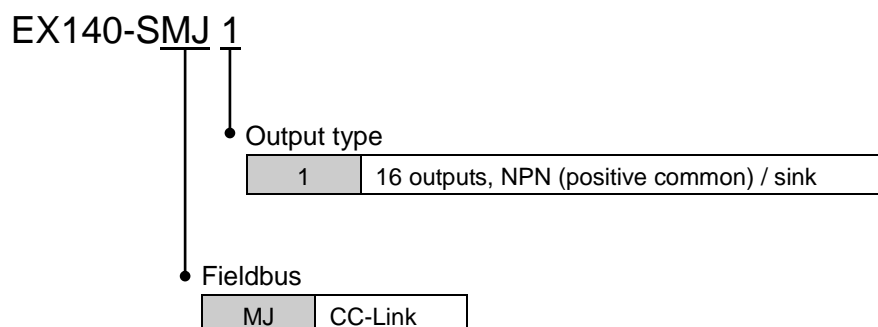 EX140-SMJ 1
Output type
1 16 outputs, NPN (positive common) / sink
Fieldbus
MJ CC-Link